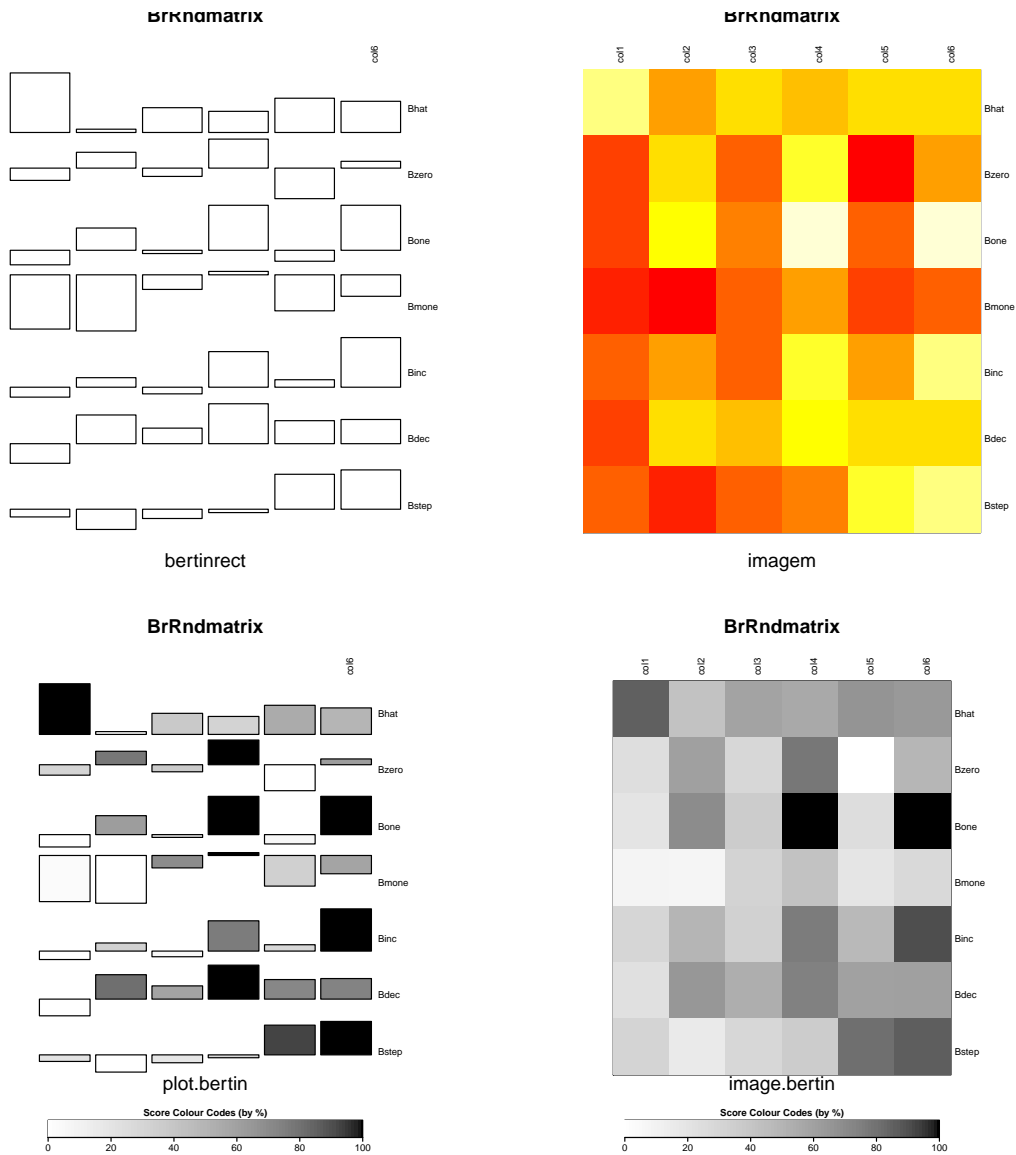 BrRndmatrix
col6
Bhat
Bzero
Bone
Bmone
Binc
Bdec
Bstep
bertinrect
BrRndmatrix
col1 col2 col3 col4 col5 col6
Bhat
Bzero
Bone
Bmone
Binc
Bdec
Bstep
imagem
BrRndmatrix
col6
Bhat
Bzero
Bone
Bmone
Binc
Bdec
Bstep
plot.bertin
Score Colour Codes (by %)
0 20 40 60 80 100
BrRndmatrix
col1 col2 col3 col4 col5 col6
Bhat
Bzero
Bone
Bmone
Binc
Bdec
Bstep
image.bertin
Score Colour Codes (by %)
0 20 40 60 80 100